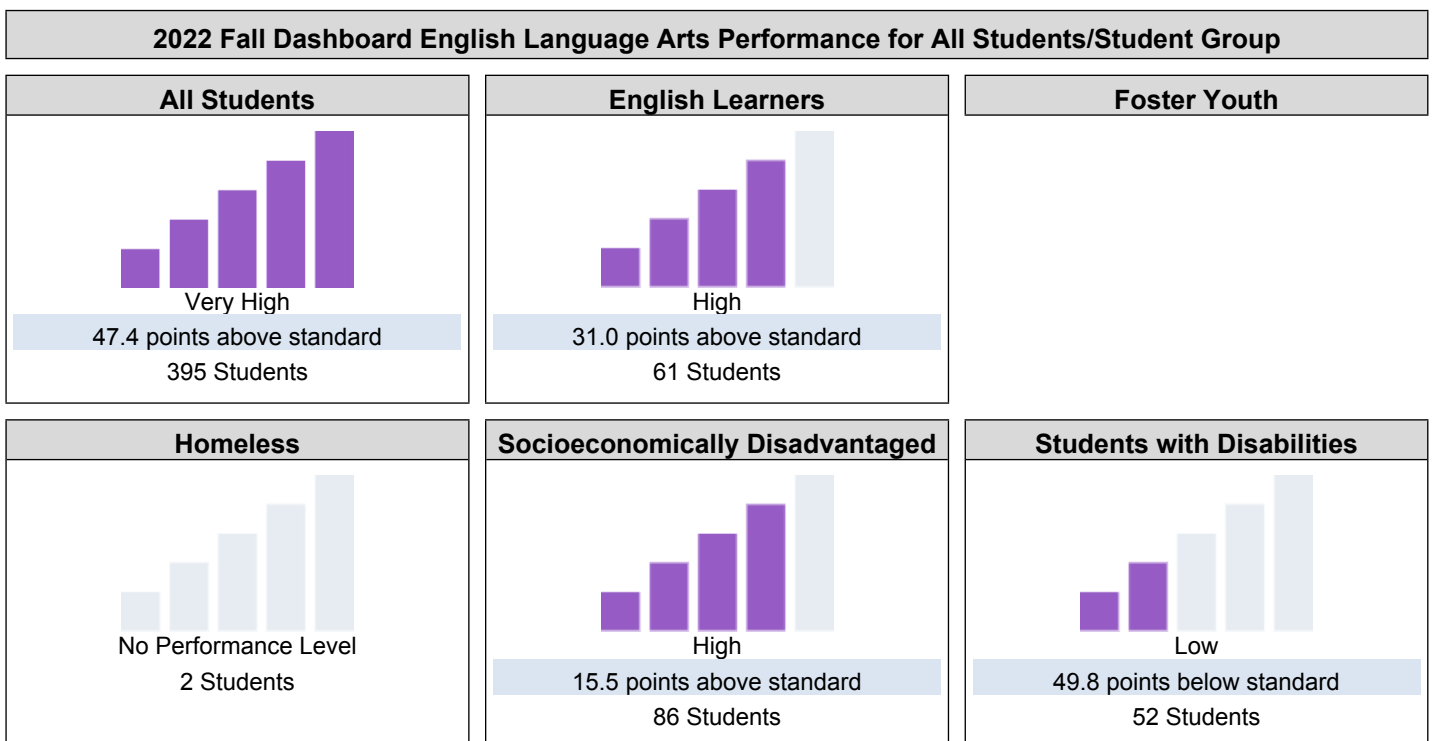 2022 Fall Dashboard English Language Arts Performance for All Students/Student Group
All Students
Very High
47.4 points above standard
395 Students
English Learners
High
31.0 points above standard
61 Students
Foster Youth
Homeless
No Performance Level
2 Students
Socioeconomically Disadvantaged
High
15.5 points above standard
86 Students
Students with Disabilities
Low
49.8 points below standard
52 Students